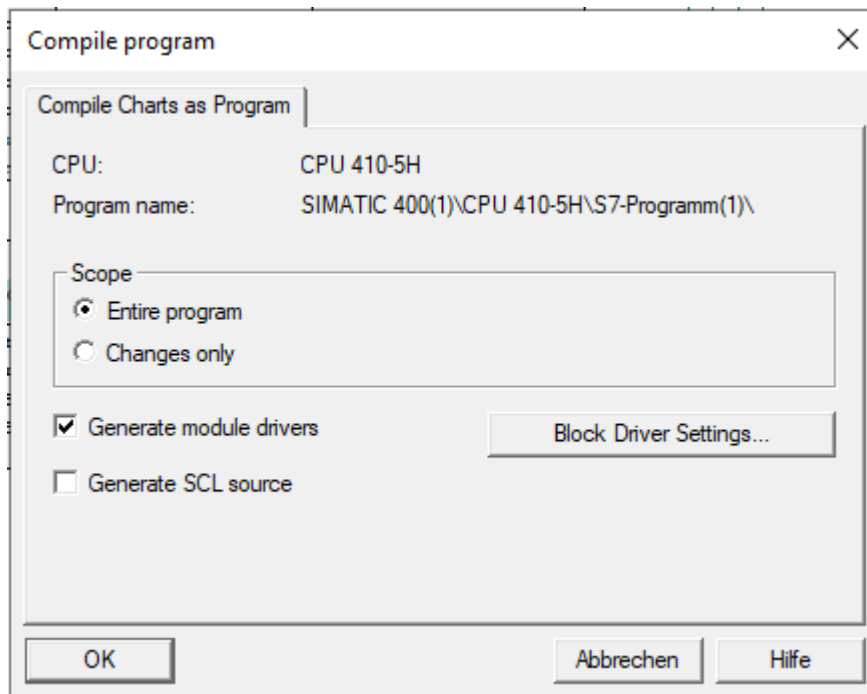 Compile program
Compile Charts as Program
CPU: CPU 410-5H
Program name: SIMATIC 400(1)\CPU 410-5H\S7-Programm(1)\
Scope
Entire program
Changes only
Generate module drivers
Block Driver Settings...
Generate SCL source
OK
Abbrechen
Hilfe